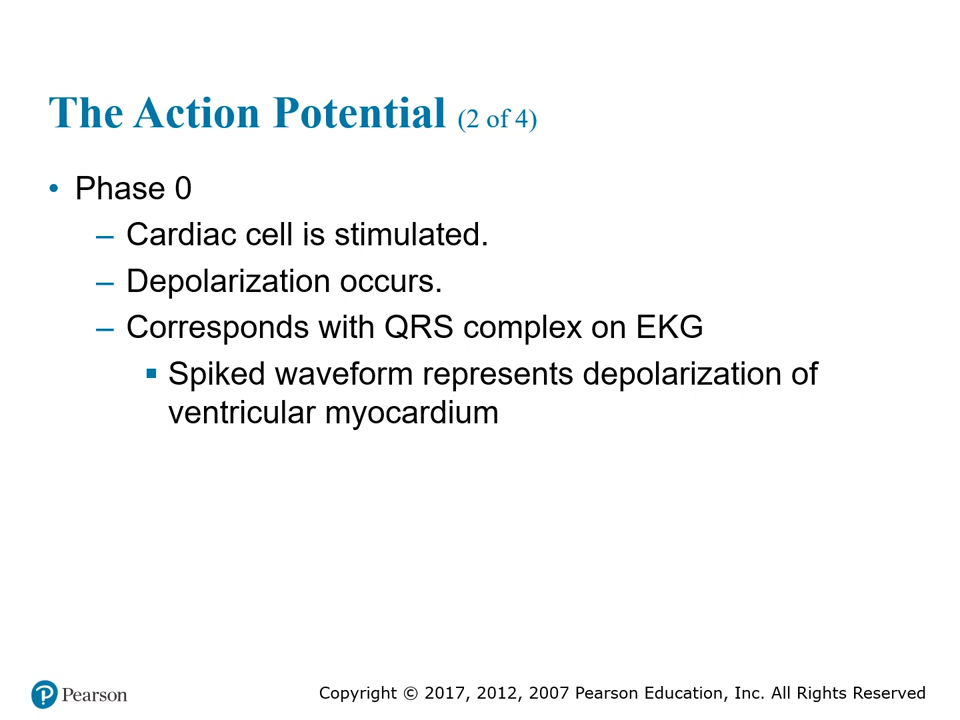 The Action Potential (2 of 4)
• Phase 0
– Cardiac cell is stimulated.
– Depolarization occurs.
– Corresponds with QRS complex on EKG
▪ Spiked waveform represents depolarization of
ventricular myocardium
Pearson
Copyright © 2017, 2012, 2007 Pearson Education, Inc. All Rights Reserved